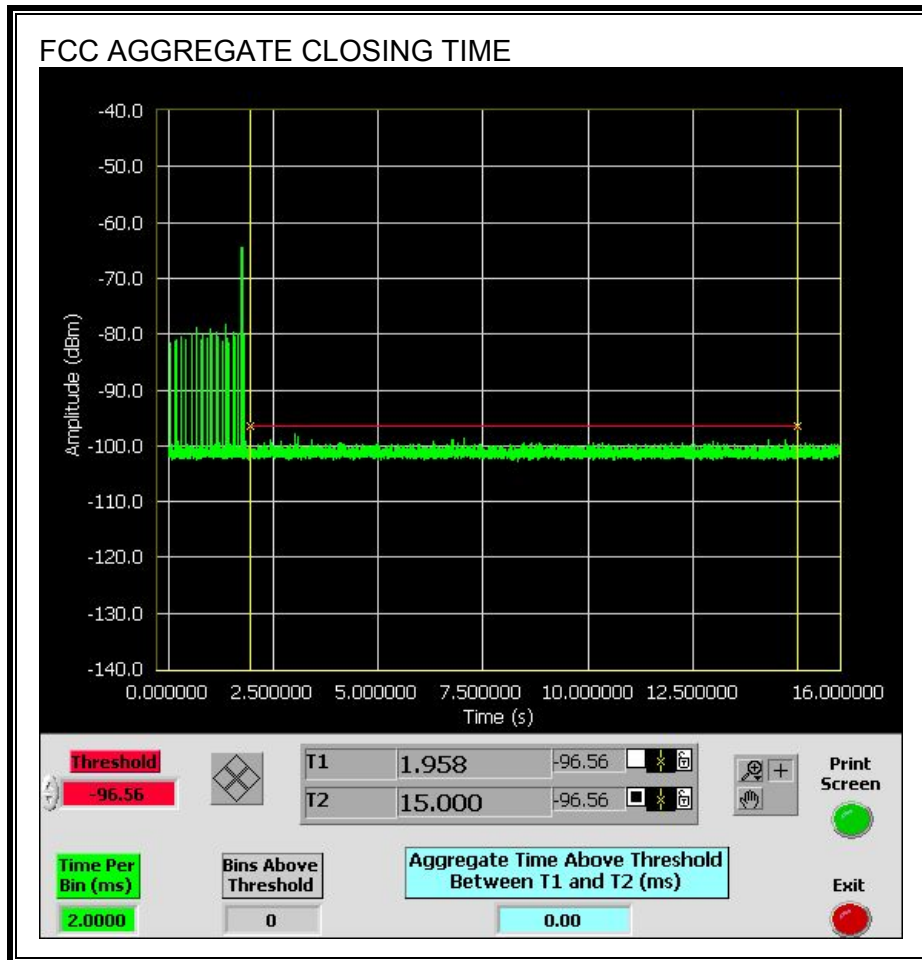 FCC AGGREGATE CLOSING TIME
-40.0
-50.0
-60.0
-70.0
-80.0
-90.0
-100.0
-110.0
-120.0
-130.0
-140.0
Amplitude (dBm)
0.000000 2.500000 5.000000 7.500000 10.000000 12.500000 16.000000
Time (s)
Threshold
-96.56
T1 1.958 -96.56
T2 15.000 -96.56
Print
Screen
Time Per
Bin (ms)
2.0000
Bins Above
Threshold
0
Aggregate Time Above Threshold
Between T1 and T2 (ms)
0.00
Exit